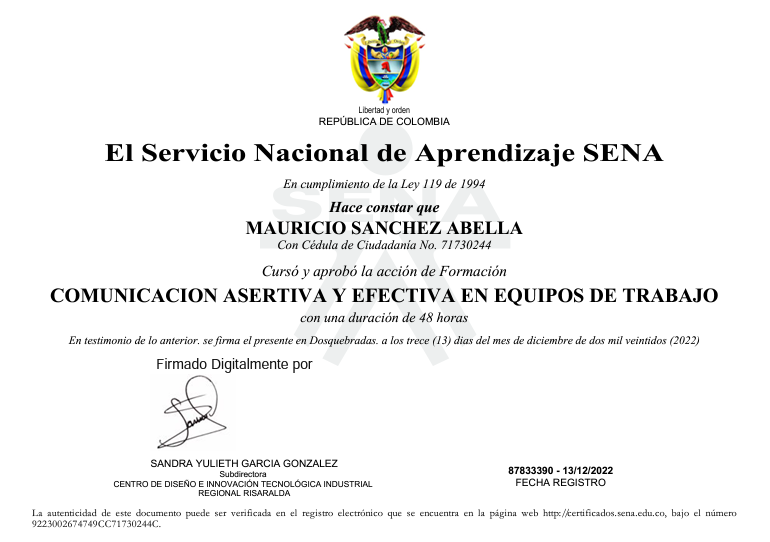 Libertad y orden
REPÚBLICA DE COLOMBIA
El Servicio Nacional de Aprendizaje SENA
En cumplimiento de la Ley 119 de 1994
SENA
Hace constar que
MAURICIO SANCHEZ ABELLA
Con Cédula de Ciudadanía No. 71730244
Cursó y aprobó la acción de Formación
COMUNICACION ASERTIVA Y EFECTIVA EN EQUIPOS DE TRABAJO
con una duración de 48 horas
En testimonio de lo anterior. se firma el presente en Dosquebradas. a los trece (13) dias del mes de diciembre de dos mil veintidos (2022)
Firmado Digitalmente por
SANDRA YULIETH GARCIA GONZALEZ
Subdirectora
CENTRO DE DISEÑO E INNOVACIÓN TECNOLÓGICA INDUSTRIAL
REGIONAL RISARALDA
87833390 - 13/12/2022
FECHA REGISTRO
La autenticidad de este documento puede ser verificada en el registro electrónico que se encuentra en la página web http://certificados.sena.edu.co, bajo el número
9223002674749CC71730244C.